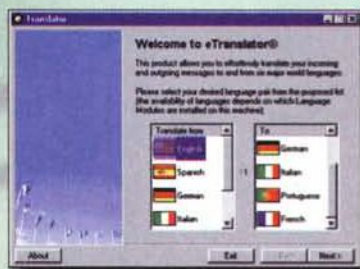 Translator
Welcome to eTranslator®
This product allows you to effortlessly translate your incoming
and outgoing messages to and from six major world languages.
Please select your desired language pair from the proposed list
(the availability of languages depends on which Language
Modules are installed on this machine).
Translate from
To
English
German
Spanish
Italian
German
Portuguese
Italian
French
About
Exit
Next >